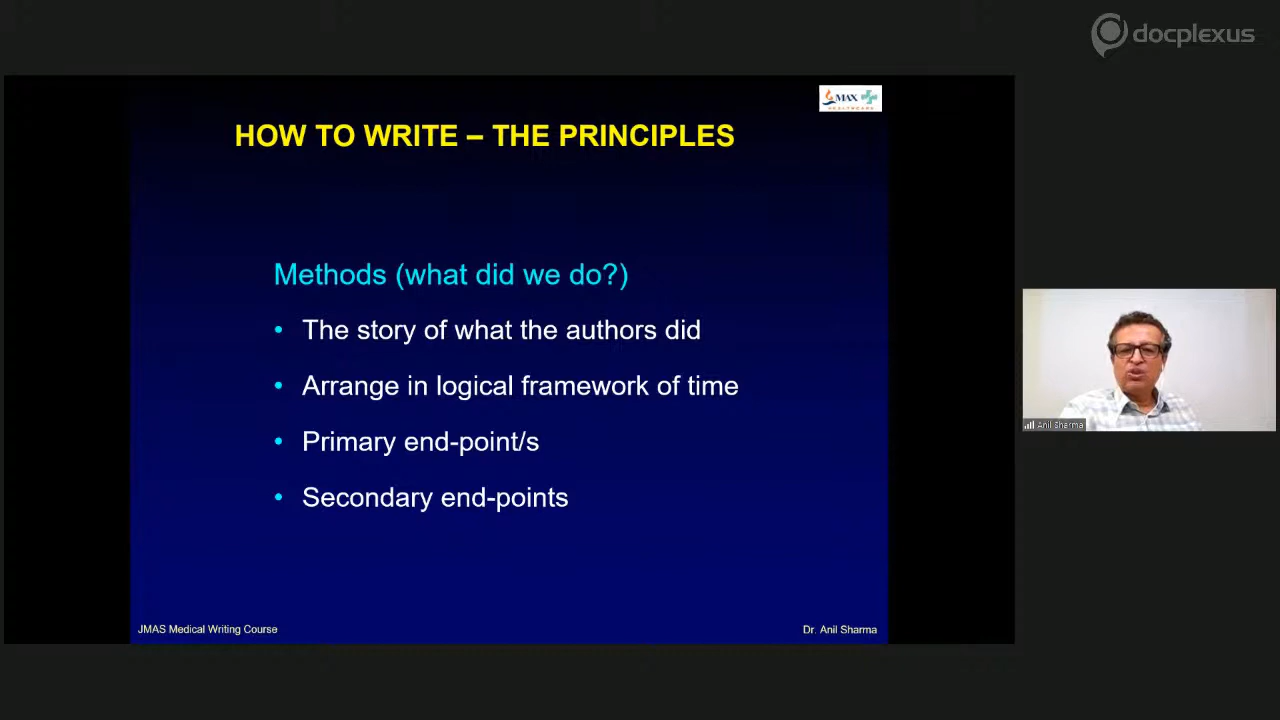 docplexus
MAX
HEALTHCARE
HOW TO WRITE – THE PRINCIPLES
Methods (what did we do?)
• The story of what the authors did
• Arrange in logical framework of time
• Primary end-point/s
• Secondary end-points
Anil Sharma
JMAS Medical Writing Course
Dr. Anil Sharma